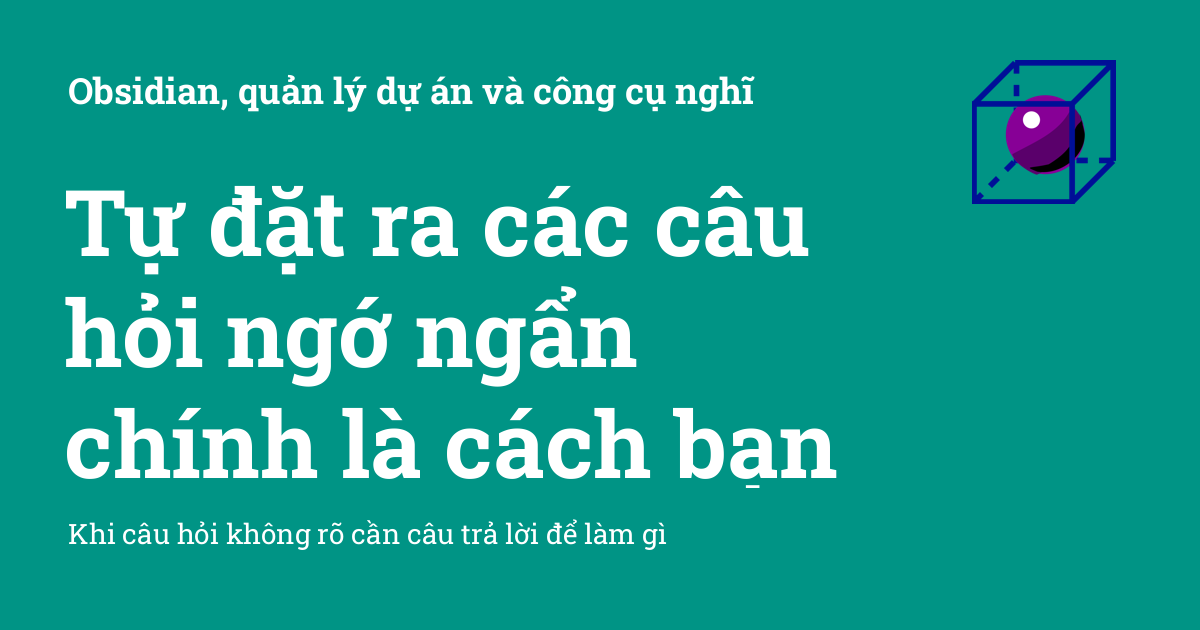 Obsidian, quản lý dự án và công cụ nghĩ
Tự đặt ra các câu
hỏi ngớ ngẩn
chính là cách bạn
Khi câu hỏi không rõ cần câu trả lời để làm gì